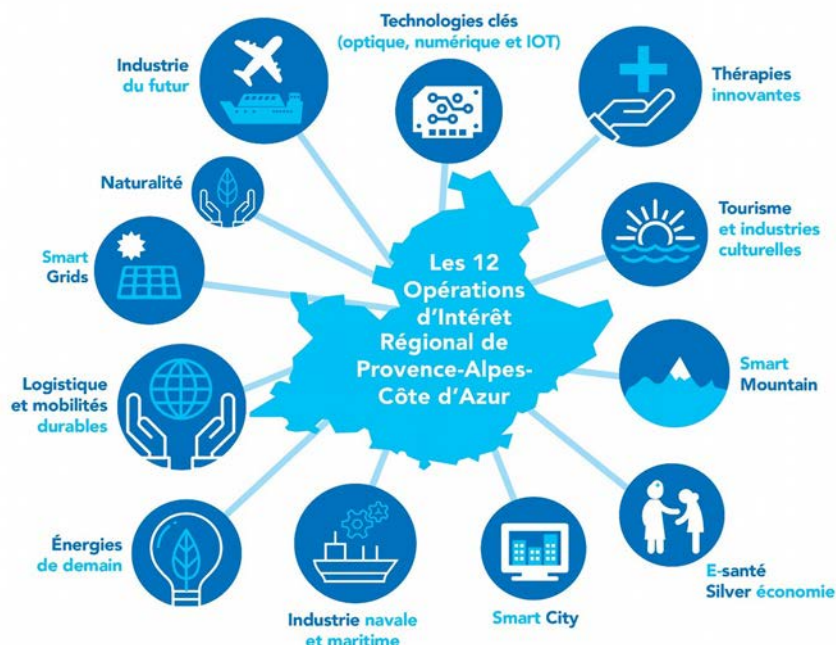 Technologies clés
(optique, numérique et IOT)
Industrie
du futur
Thérapies
innovantes
Naturalité
Tourisme
et industries
culturelles
Smart
Grids
Les 12
Opérations
d'Intérêt
Régional de
Provence-Alpes-
Côte d'Azur
Smart
Mountain
Logistique
et mobilités
durables
Énergies
de demain
Industrie navale
et maritime
Smart City
E-santé
Silver économie